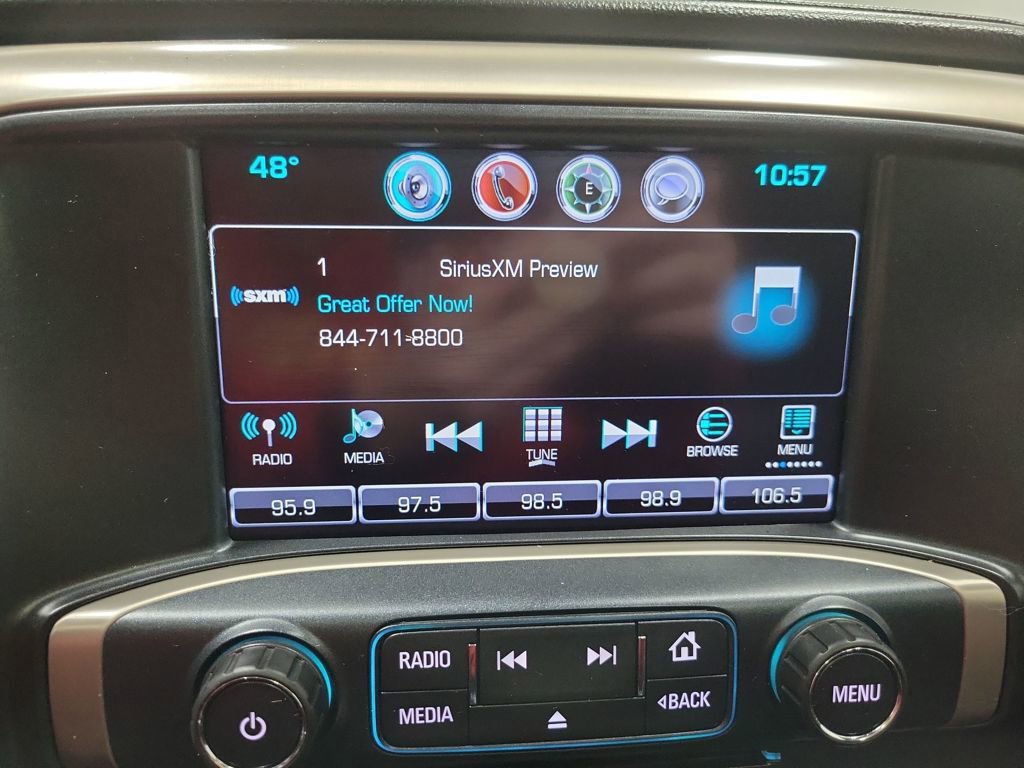 48° 10:57
E
1 SiriusXM Preview
((sxm)) Great Offer Now!
844-711-8800
RADIO MEDIA TUNE BROWSE MENU
95.9 97.5 98.5 98.9 106.5
RADIO
MEDIA
◁BACK
MENU